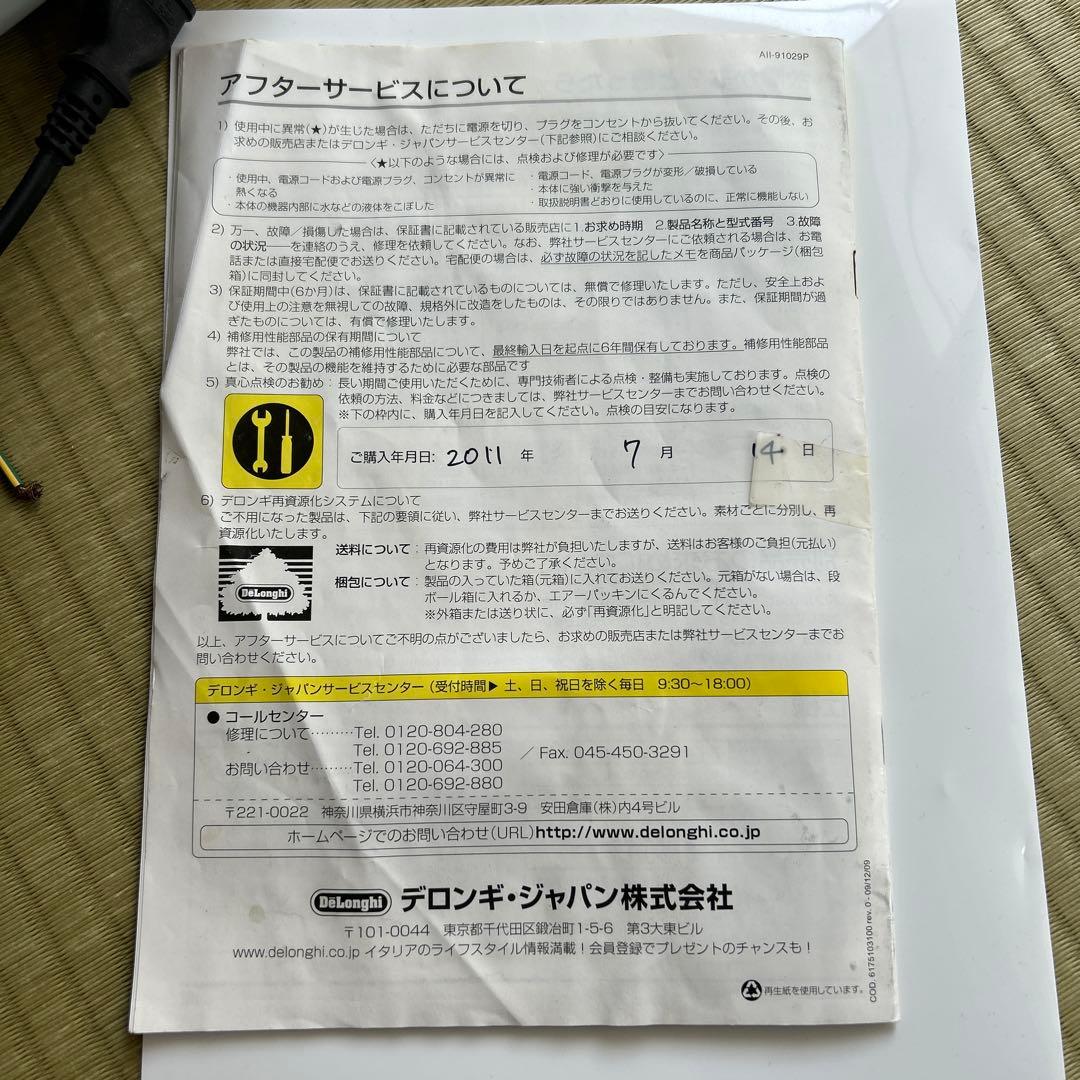 AII-91029P
アフターサービスについて
1) 使用中に異常(★)が生じた場合は、ただちに電源を切り、プラグをコンセントから抜いてください。その後、お
求めの販売店またはデロンギ・ジャパンサービスセンター(下記参照)にご相談ください。
〈★以下のような場合には、点検および修理が必要です〉
・使用中、電源コードおよび電源プラグ、コンセントが異常に
熱くなる
・本体の機器内部に水などの液体をこぼした
・電源コード、電源プラグが変形／破損している
・本体に強い衝撃を与えた
・取扱説明書どおりに使用しているのに、正常に機能しない
2) 万一、故障／損傷した場合は、保証書に記載されている販売店に1.お求め時期 2.製品名称と型式番号 3.故障
の状況――を連絡のうえ、修理を依頼してください。なお、弊社サービスセンターにご依頼される場合は、お電
話または直接宅配便でお送りください。宅配便の場合は、必ず故障の状況を記したメモを商品パッケージ(梱包
箱)に同封してください。
3) 保証期間中(6か月)は、保証書に記載されているものについては、無償で修理いたします。ただし、安全上およ
び使用上の注意を無視しての故障、規格外に改造をしたものは、その限りではありません。また、保証期間が過
ぎたものについては、有償で修理いたします。
4) 補修用性能部品の保有期間について
弊社では、この製品の補修用性能部品について、最終輸入日を起点に6年間保有しております。補修用性能部品
とは、その製品の機能を維持するために必要な部品です
5) 真心点検のお勧め：長い期間ご使用いただくために、専門技術者による点検・整備も実施しております。点検の
依頼の方法、料金などにつきましては、弊社サービスセンターまでお問い合わせください。
※下の枠内に、購入年月日を記入してください。点検の目安になります。
ご購入年月日: 2011 年 7 月 14 日
6) デロンギ再資源化システムについて
ご不用になった製品は、下記の要領に従い、弊社サービスセンターまでお送りください。素材ごとに分別し、再
資源化いたします。
DeLonghi
送料について：再資源化の費用は弊社が負担いたしますが、送料はお客様のご負担(元払い)
となります。予めご了承ください。
梱包について：製品の入っていた箱(元箱)に入れてお送りください。元箱がない場合は、段
ボール箱に入れるか、エアーパッキンにくるんでください。
※外箱または送り状に、必ず「再資源化」と明記してください。
以上、アフターサービスについてご不明の点がございましたら、お求めの販売店または弊社サービスセンターまでお
問い合わせください。
デロンギ・ジャパンサービスセンター (受付時間▶ 土、日、祝日を除く毎日 9:30～18:00)
● コールセンター
修理について………Tel. 0120-804-280
Tel. 0120-692-885
／Fax. 045-450-3291
お問い合わせ………Tel. 0120-064-300
Tel. 0120-692-880
〒221-0022 神奈川県横浜市神奈川区守屋町3-9 安田倉庫(株)内4号ビル
ホームページでのお問い合わせ(URL)http://www.delonghi.co.jp
DeLonghi デロンギ・ジャパン株式会社
〒101-0044 東京都千代田区鍛冶町1-5-6 第3大東ビル
www.delonghi.co.jp イタリアのライフスタイル情報満載！会員登録でプレゼントのチャンスも！
再生紙を使用しています。
COD. 6175103100 rev. 0 - 09/12/09